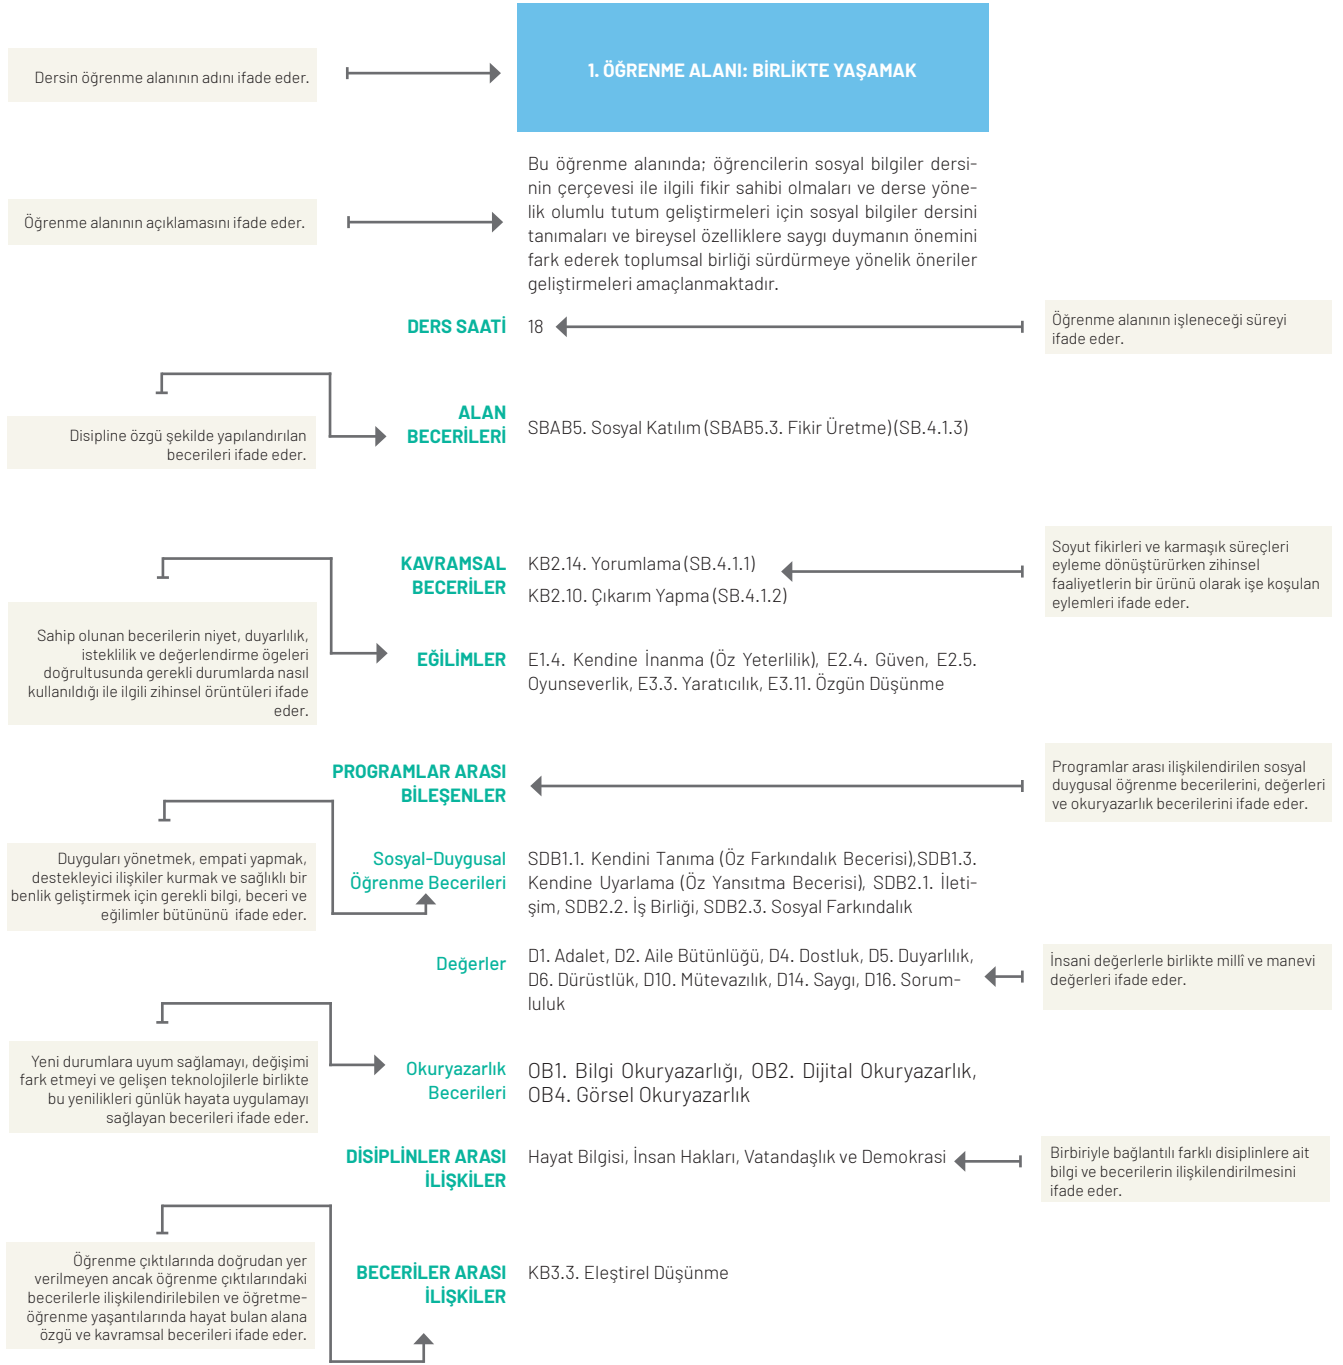 Dersin öğrenme alanının adını ifade eder.
1. ÖĞRENME ALANI: BİRLİKTE YAŞAMAK
Öğrenme alanının açıklamasını ifade eder.
Bu öğrenme alanında; öğrencilerin sosyal bilgiler dersi-
nin çerçevesi ile ilgili fikir sahibi olmaları ve derse yöne-
lik olumlu tutum geliştirmeleri için sosyal bilgiler dersini
tanımaları ve bireysel özelliklere saygı duymanın önemini
fark ederek toplumsal birliği sürdürmeye yönelik öneriler
geliştirmeleri amaçlanmaktadır.
DERS SAATİ
18
Öğrenme alanının işleneceği süreyi
ifade eder.
Disipline özgü şekilde yapılandırılan
becerileri ifade eder.
ALAN
BECERİLERİ
SBAB5. Sosyal Katılım (SBAB5.3. Fikir Üretme) (SB.4.1.3)
KAVRAMSAL
BECERİLER
KB2.14. Yorumlama (SB.4.1.1)
KB2.10. Çıkarım Yapma (SB.4.1.2)
Soyut fikirleri ve karmaşık süreçleri
eyleme dönüştürürken zihinsel
faaliyetlerin bir ürünü olarak işe koşulan
eylemleri ifade eder.
Sahip olunan becerilerin niyet, duyarlılık,
isteklilik ve değerlendirme ögeleri
doğrultusunda gerekli durumlarda nasıl
kullanıldığı ile ilgili zihinsel örüntüleri ifade
eder.
EĞİLİMLER
E1.4. Kendine İnanma (Öz Yeterlilik), E2.4. Güven, E2.5.
Oyunseverlik, E3.3. Yaratıcılık, E3.11. Özgün Düşünme
PROGRAMLAR ARASI
BİLEŞENLER
Programlar arası ilişkilendirilen sosyal
duygusal öğrenme becerilerini, değerleri
ve okuryazarlık becerilerini ifade eder.
Duyguları yönetmek, empati yapmak,
destekleyici ilişkiler kurmak ve sağlıklı bir
benlik geliştirmek için gerekli bilgi, beceri ve
eğilimler bütününü ifade eder.
Sosyal-Duygusal
Öğrenme Becerileri
SDB1.1. Kendini Tanıma (Öz Farkındalık Becerisi),SDB1.3.
Kendine Uyarlama (Öz Yansıtma Becerisi), SDB2.1. İleti-
şim, SDB2.2. İş Birliği, SDB2.3. Sosyal Farkındalık
Değerler
D1. Adalet, D2. Aile Bütünlüğü, D4. Dostluk, D5. Duyarlılık,
D6. Dürüstlük, D10. Mütevazılık, D14. Saygı, D16. Sorum-
luluk
İnsani değerlerle birlikte millî ve manevi
değerleri ifade eder.
Yeni durumlara uyum sağlamayı, değişimi
fark etmeyi ve gelişen teknolojilerle birlikte
bu yenilikleri günlük hayata uygulamayı
sağlayan becerileri ifade eder.
Okuryazarlık
Becerileri
OB1. Bilgi Okuryazarlığı, OB2. Dijital Okuryazarlık,
OB4. Görsel Okuryazarlık
DİSİPLİNLER ARASI
İLİŞKİLER
Hayat Bilgisi, İnsan Hakları, Vatandaşlık ve Demokrasi
Birbiriyle bağlantılı farklı disiplinlere ait
bilgi ve becerilerin ilişkilendirilmesini
ifade eder.
Öğrenme çıktılarında doğrudan yer
verilmeyen ancak öğrenme çıktılarındaki
becerilerle ilişkilendirilebilen ve öğretme-
öğrenme yaşantılarında hayat bulan alana
özgü ve kavramsal becerileri ifade eder.
BECERİLER ARASI
İLİŞKİLER
KB3.3. Eleştirel Düşünme